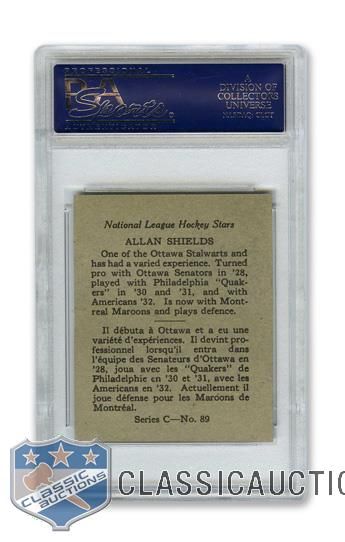 PROFESSIONAL
PSA
Sports
AUTHENTICATOR
A
DIVISION OF
COLLECTORS
UNIVERSE
NASDAQ: CLCT
National League Hockey Stars
ALLAN SHIELDS
One of the Ottawa Stalwarts and
has had a varied experience. Turned
pro with Ottawa Senators in '28,
played with Philadelphia "Quak-
ers" in '30 and '31, and with
Americans '32. Is now with Mont-
real Maroons and plays defence.
Il débuta à Ottawa et a eu une
variété d'expériences. Il devint pro-
fessionnel lorsqu'il entra dans
l'équipe des Senateurs d'Ottawa en
'28, joua avec les "Quakers" de
Philadelphie en '30 et '31, avec les
Americans en '32. Actuellement il
joue défense pour les Maroons de
Montréal.
Series C—No. 89
CLASSIC
AUCTIONS
CLASSICAUCTIO